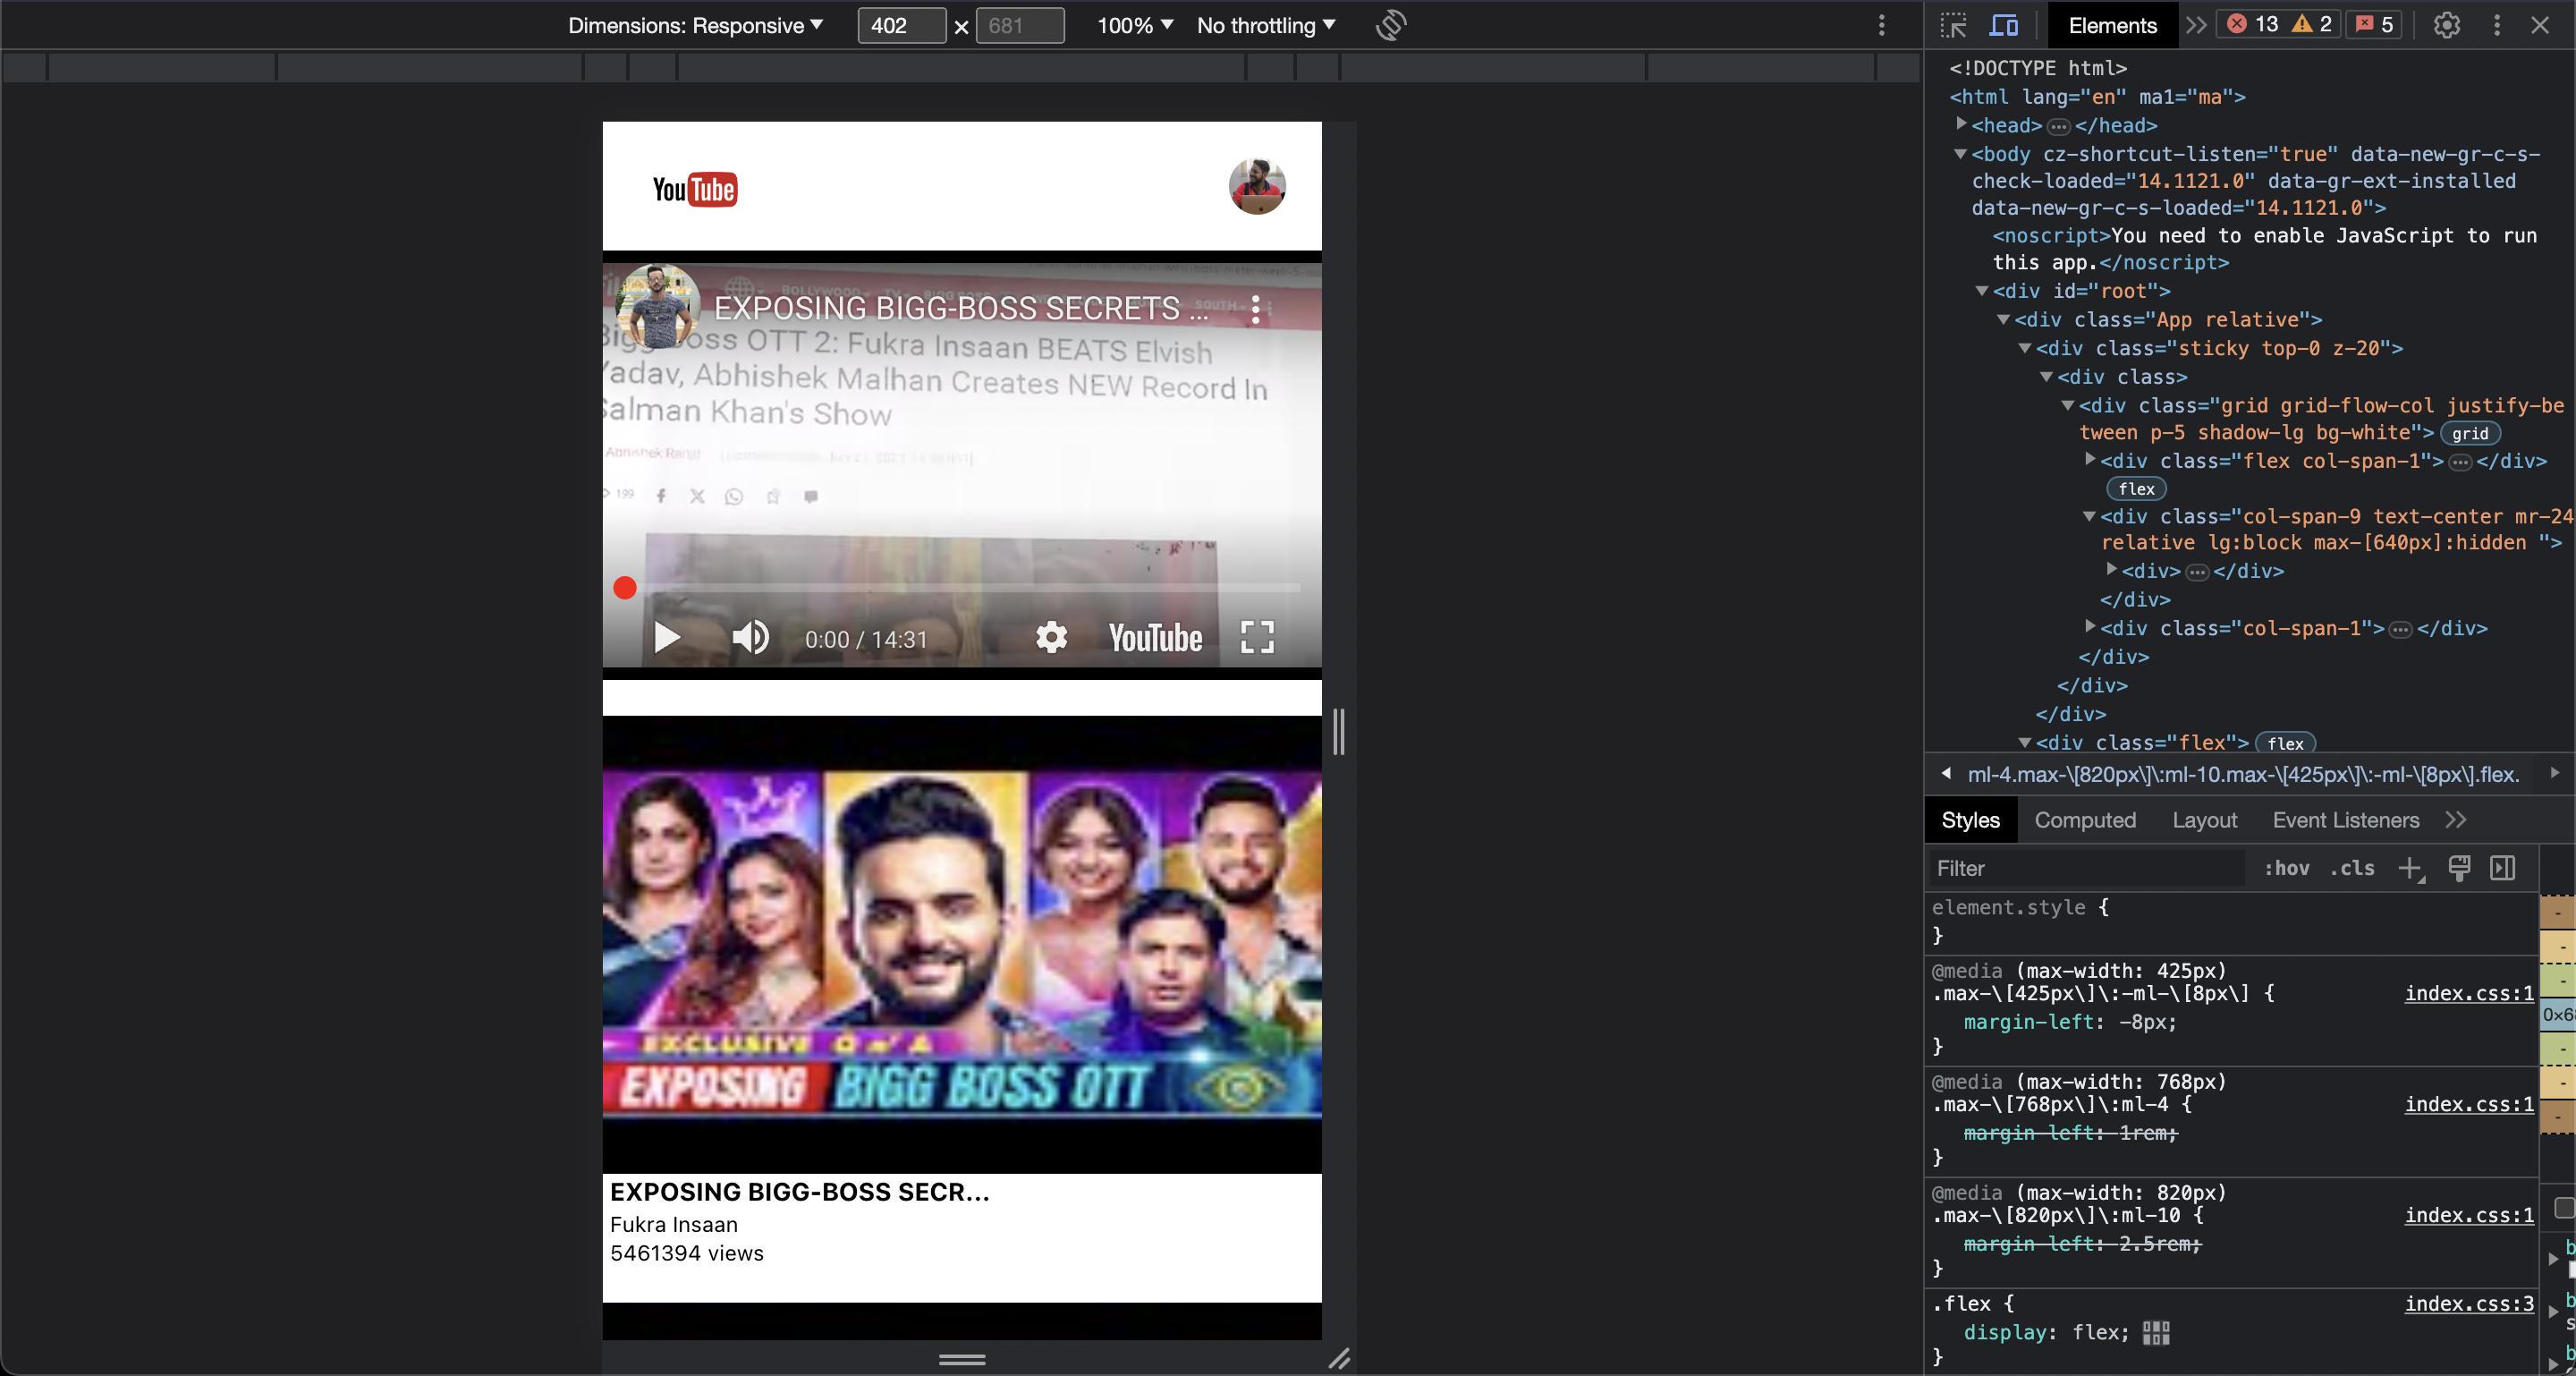 Dimensions: Responsive 402 × 681 100% No throttling
Elements 13 2 5
YouTube
EXPOSING BIGG-BOSS SECRETS ...
Boss OTT 2: Fukra Insaan BEATS Elvish
Yadav, Abhishek Malhan Creates NEW Record In
Salman Khan's Show
199
0:00 / 14:31 YouTube
EXCLUSIVE Q n' A
EXPOSING BIGG BOSS OTT
EXPOSING BIGG-BOSS SECR...
Fukra Insaan
5461394 views
<!DOCTYPE html>
<html lang="en" ma1="ma">
<head> ... </head>
<body cz-shortcut-listen="true" data-new-gr-c-s-
check-loaded="14.1121.0" data-gr-ext-installed
data-new-gr-c-s-loaded="14.1121.0">
<noscript>You need to enable JavaScript to run
this app.</noscript>
<div id="root">
<div class="App relative">
<div class="sticky top-0 z-20">
<div class>
<div class="grid grid-flow-col justify-be
tween p-5 shadow-lg bg-white"> grid
<div class="flex col-span-1"> ... </div>
flex
<div class="col-span-9 text-center mr-24
relative lg:block max-[640px]:hidden ">
<div> ... </div>
</div>
<div class="col-span-1"> ... </div>
</div>
</div>
</div>
<div class="flex"> flex
ml-4.max-\[820px\]\:ml-10.max-\[425px\]\:-ml-\[8px\].flex.
Styles Computed Layout Event Listeners
Filter :hov .cls
element.style {
}
@media (max-width: 425px)
.max-\[425px\]\:-ml-\[8px\] { index.css:1
margin-left: -8px;
}
@media (max-width: 768px)
.max-\[768px\]\:ml-4 { index.css:1
margin-left: 1rem;
}
@media (max-width: 820px)
.max-\[820px\]\:ml-10 { index.css:1
margin-left: 2.5rem;
}
.flex { index.css:3
display: flex;
}